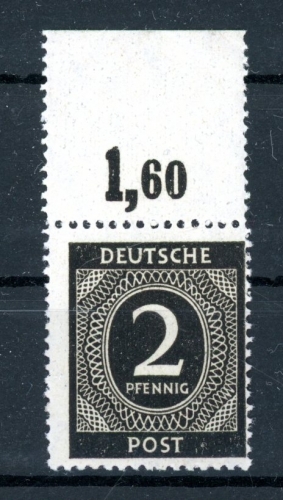 1,60
DEUTSCHE
2
PFENNIG
POST